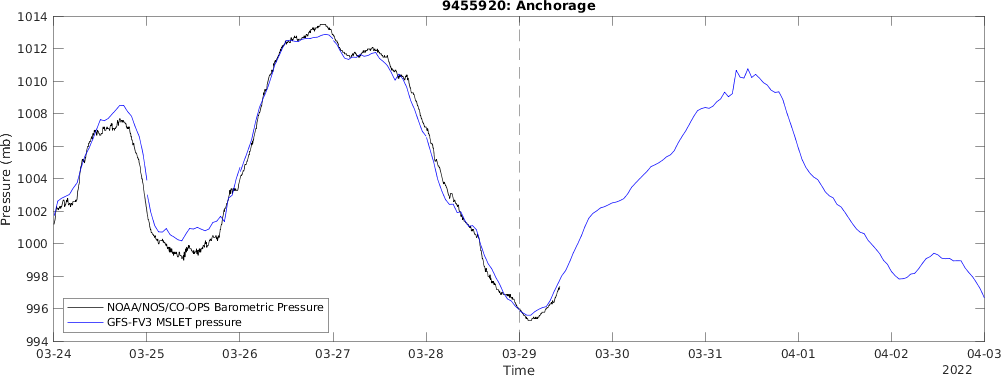 9455920: Anchorage
1014
1012
1010
1008
1006
1004
1002
1000
998
996
994
Pressure (mb)
NOAA/NOS/CO-OPS Barometric Pressure
GFS-FV3 MSLET pressure
03-24 03-25 03-26 03-27 03-28 03-29 03-30 03-31 04-01 04-02 04-03
Time
2022